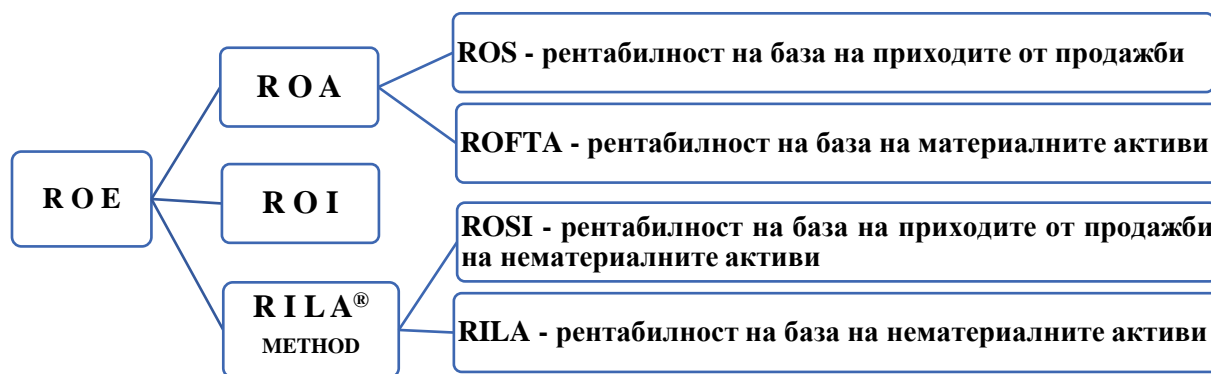 R O E
R O A
R O I
R I L A®
METHOD
ROS - рентабилност на база на приходите от продажби
ROFTA - рентабилност на база на материалните активи
ROSI - рентабилност на база на приходите от продажби
на нематериалните активи
RILA - рентабилност на база на нематериалните активи